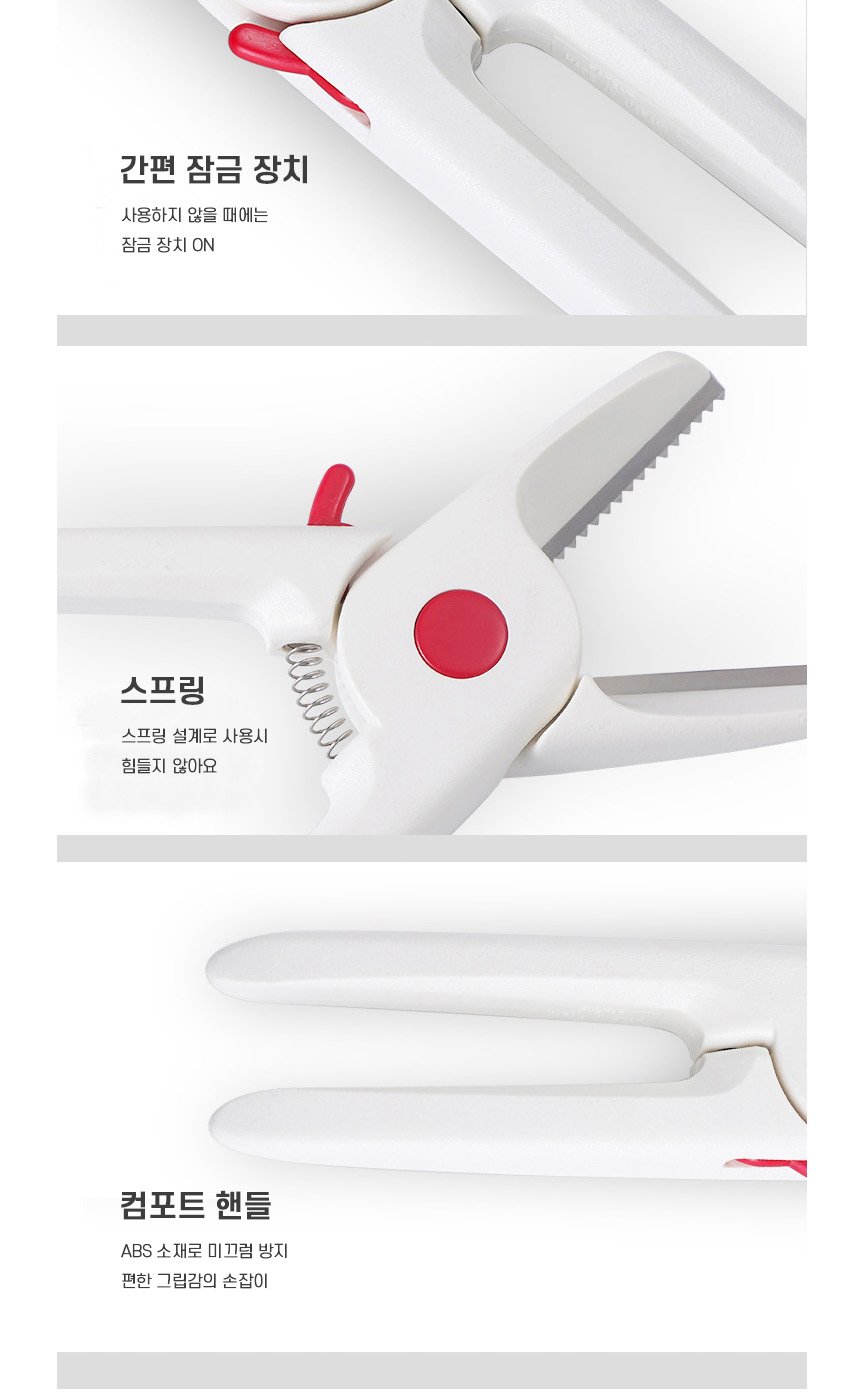 간편 잠금 장치
사용하지 않을 때에는
잠금 장치 ON
스프링
스프링 설계로 사용시
힘들지 않아요
컴포트 핸들
ABS 소재로 미끄럼 방지
편한 그립감의 손잡이